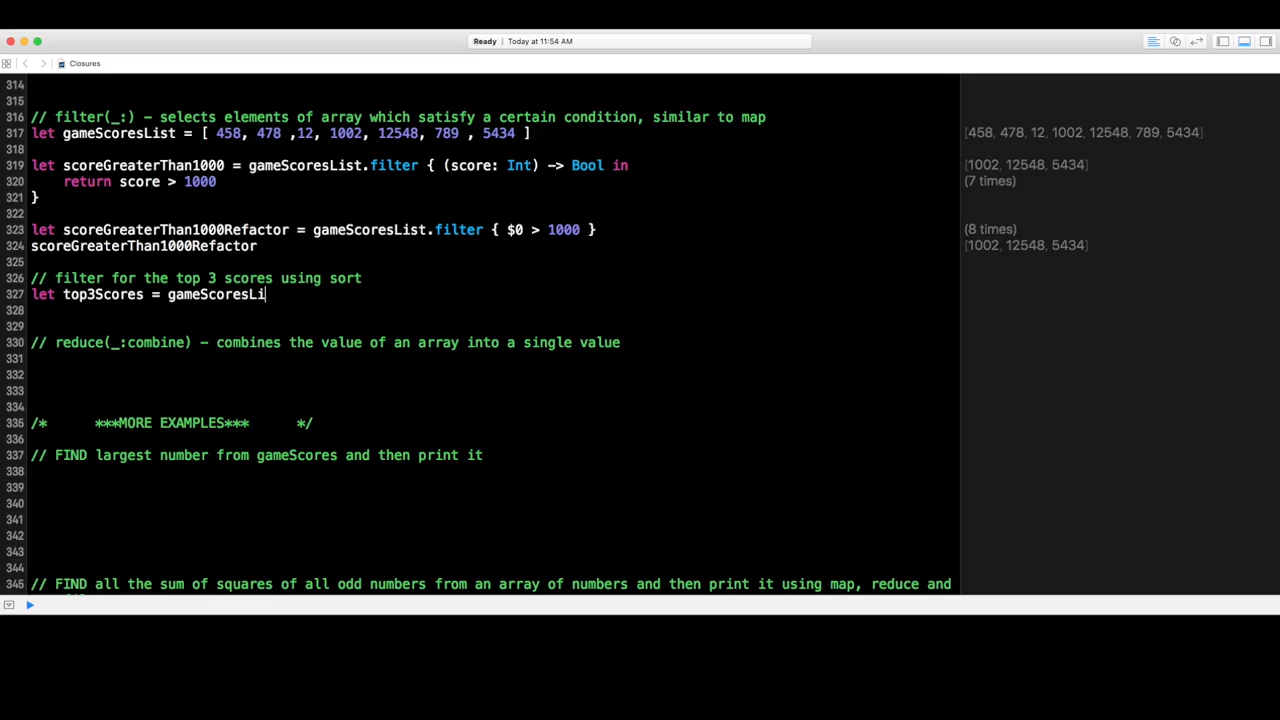 Ready | Today at 11:54 AM
Closures
314
315
316 // filter(_:) - selects elements of array which satisfy a certain condition, similar to map
317 let gameScoresList = [ 458, 478 ,12, 1002, 12548, 789 , 5434 ] [458, 478, 12, 1002, 12548, 789, 5434]
318
319 let scoreGreaterThan1000 = gameScoresList.filter { (score: Int) -> Bool in [1002, 12548, 5434]
320 return score > 1000 (7 times)
321 }
322
323 let scoreGreaterThan1000Refactor = gameScoresList.filter { $0 > 1000 } (8 times)
324 scoreGreaterThan1000Refactor [1002, 12548, 5434]
325
326 // filter for the top 3 scores using sort
327 let top3Scores = gameScoresLi
328
329
330 // reduce(_:combine) - combines the value of an array into a single value
331
332
333
334
335 /* ***MORE EXAMPLES*** */
336
337 // FIND largest number from gameScores and then print it
338
339
340
341
342
343
344
345 // FIND all the sum of squares of all odd numbers from an array of numbers and then print it using map, reduce and